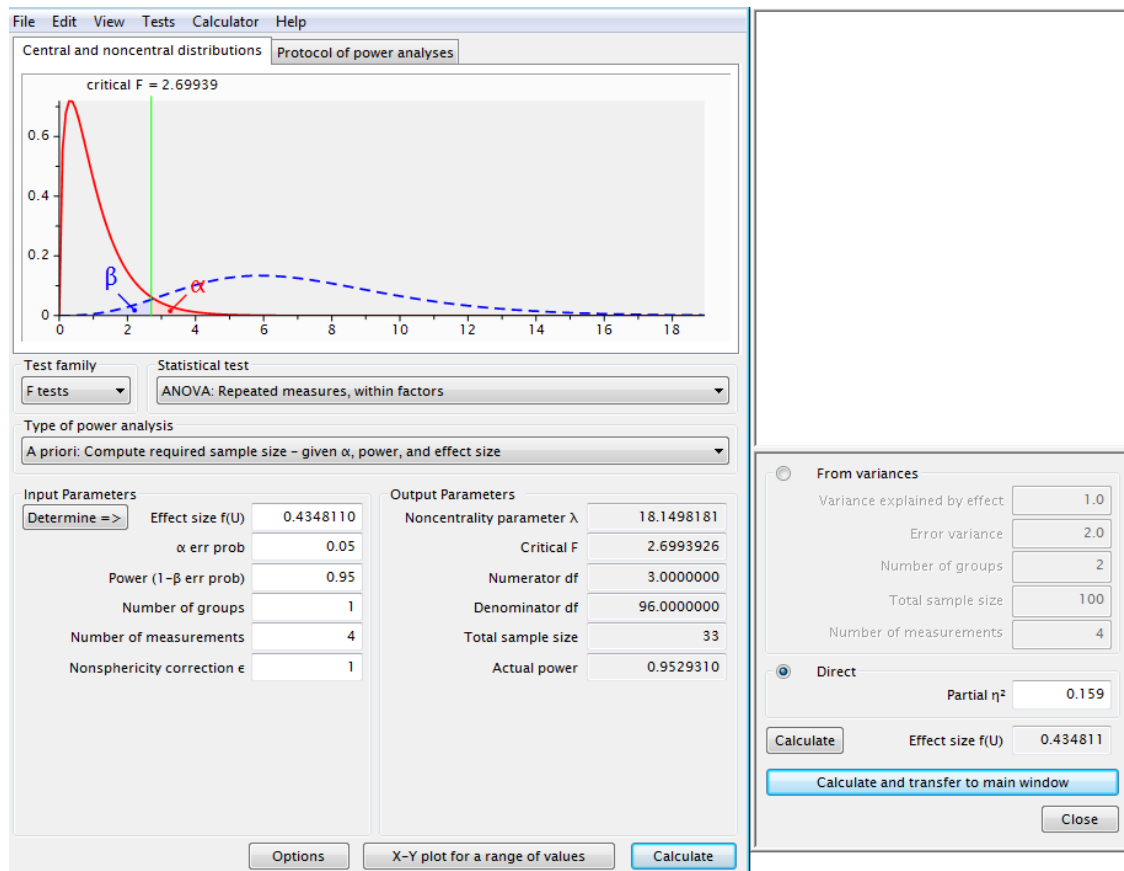 File Edit View Tests Calculator Help
Central and noncentral distributions Protocol of power analyses
critical F = 2.69939
0.6
0.4
0.2
0
β
α
0 2 4 6 8 10 12 14 16 18
Test family
F tests
Statistical test
ANOVA: Repeated measures, within factors
Type of power analysis
A priori: Compute required sample size – given α, power, and effect size
Input Parameters
Determine => Effect size f(U) 0.4348110
α err prob 0.05
Power (1–β err prob) 0.95
Number of groups 1
Number of measurements 4
Nonsphericity correction ϵ 1
Output Parameters
Noncentrality parameter λ 18.1498181
Critical F 2.6993926
Numerator df 3.0000000
Denominator df 96.0000000
Total sample size 33
Actual power 0.9529310
Options X–Y plot for a range of values Calculate
From variances
Variance explained by effect 1.0
Error variance 2.0
Number of groups 2
Total sample size 100
Number of measurements 4
Direct
Partial η² 0.159
Calculate Effect size f(U) 0.434811
Calculate and transfer to main window
Close